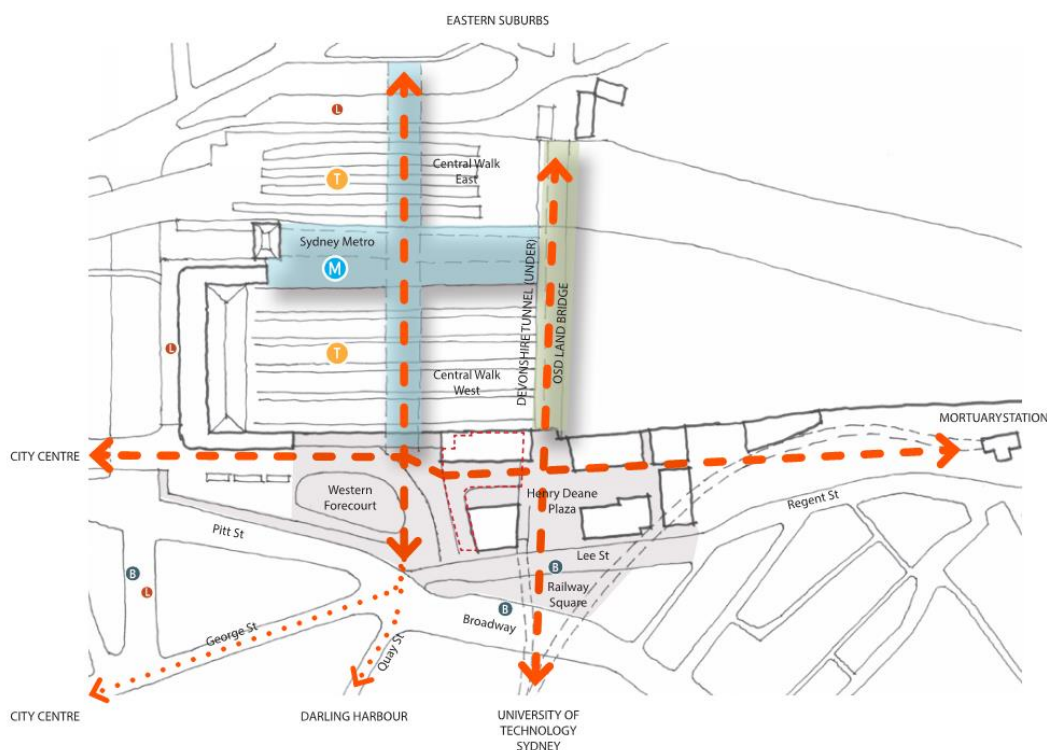 EASTERN SUBURBS
L
Central Walk
East
T
Sydney Metro
M
DEVONSHIRE TUNNEL (UNDER)
OSD LAND BRIDGE
L
T
Central Walk
West
MORTUARY STATION
CITY CENTRE
Western
Forecourt
Henry Deane
Plaza
Regent St
Pitt St
Lee St
B
B
L
Railway
Square
B
Broadway
George St
Quay St
CITY CENTRE
DARLING HARBOUR
UNIVERSITY OF
TECHNOLOGY
SYDNEY